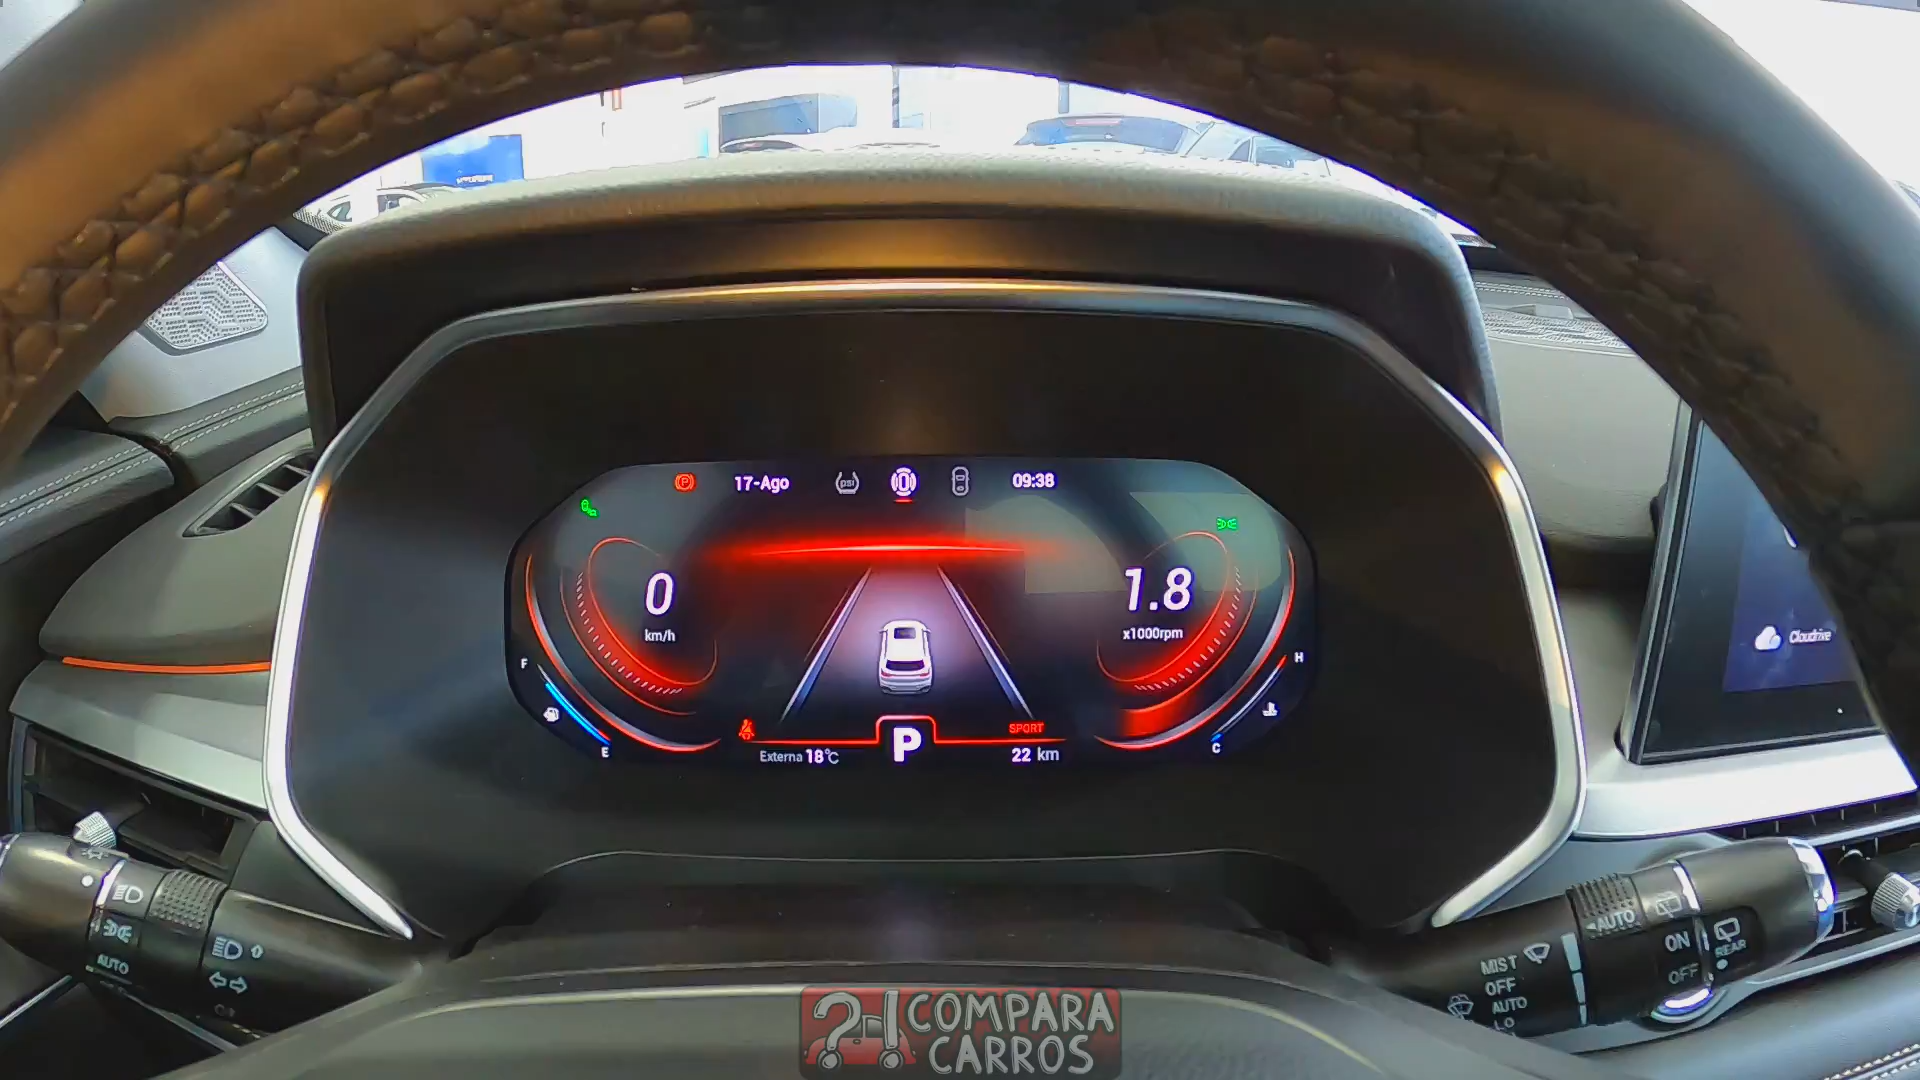 P
17-Ago
psi
09:38
0
km/h
1.8
x1000rpm
F
E
H
C
SPORT
Externa 18°C
P
22 km
Cloudrive
AUTO
AUTO
ON
REAR
OFF
MIST
OFF
AUTO
LO
COMPARA
CARROS